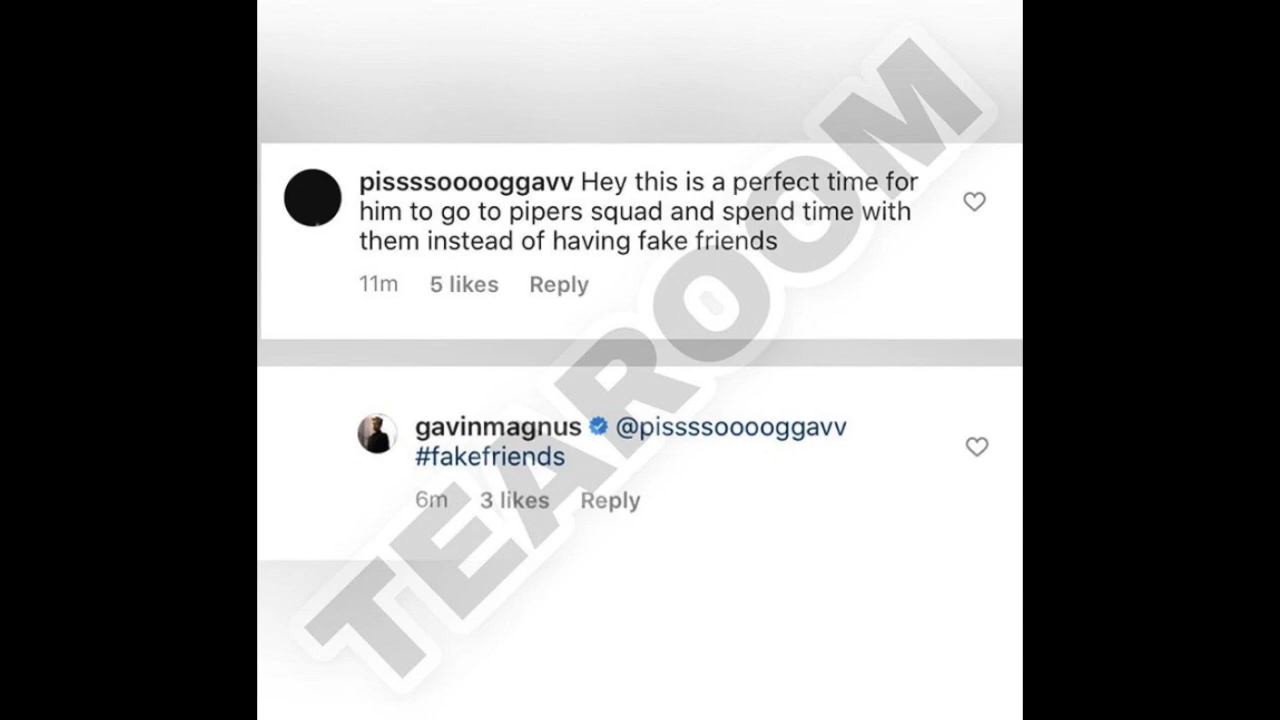 pissssooooggavv Hey this is a perfect time for
him to go to pipers squad and spend time with
them instead of having fake friends
11m 5 likes Reply
gavinmagnus @pissssooooggavv
#fakefriends
6m 3 likes Reply
TEAROOM